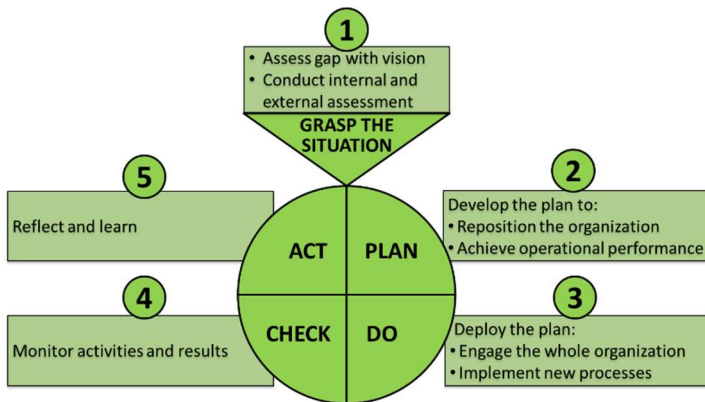 1
• Assess gap with vision
• Conduct internal and
external assessment
GRASP THE
SITUATION
5
Reflect and learn
2
Develop the plan to:
• Reposition the organization
• Achieve operational performance
ACT
PLAN
4
Monitor activities and results
CHECK
DO
3
Deploy the plan:
• Engage the whole organization
• Implement new processes